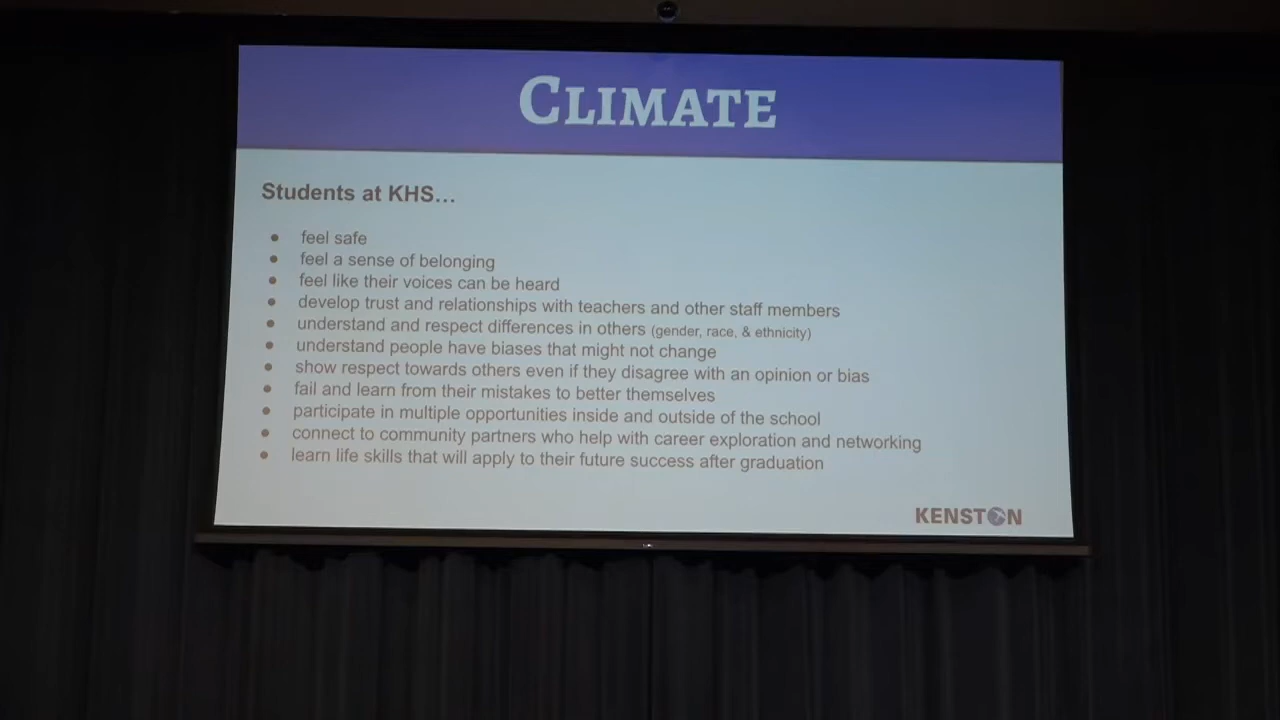 CLIMATE
Students at KHS...
• feel safe
• feel a sense of belonging
• feel like their voices can be heard
• develop trust and relationships with teachers and other staff members
• understand and respect differences in others (gender, race, & ethnicity)
• understand people have biases that might not change
• show respect towards others even if they disagree with an opinion or bias
• fail and learn from their mistakes to better themselves
• participate in multiple opportunities inside and outside of the school
• connect to community partners who help with career exploration and networking
• learn life skills that will apply to their future success after graduation
KENSTON